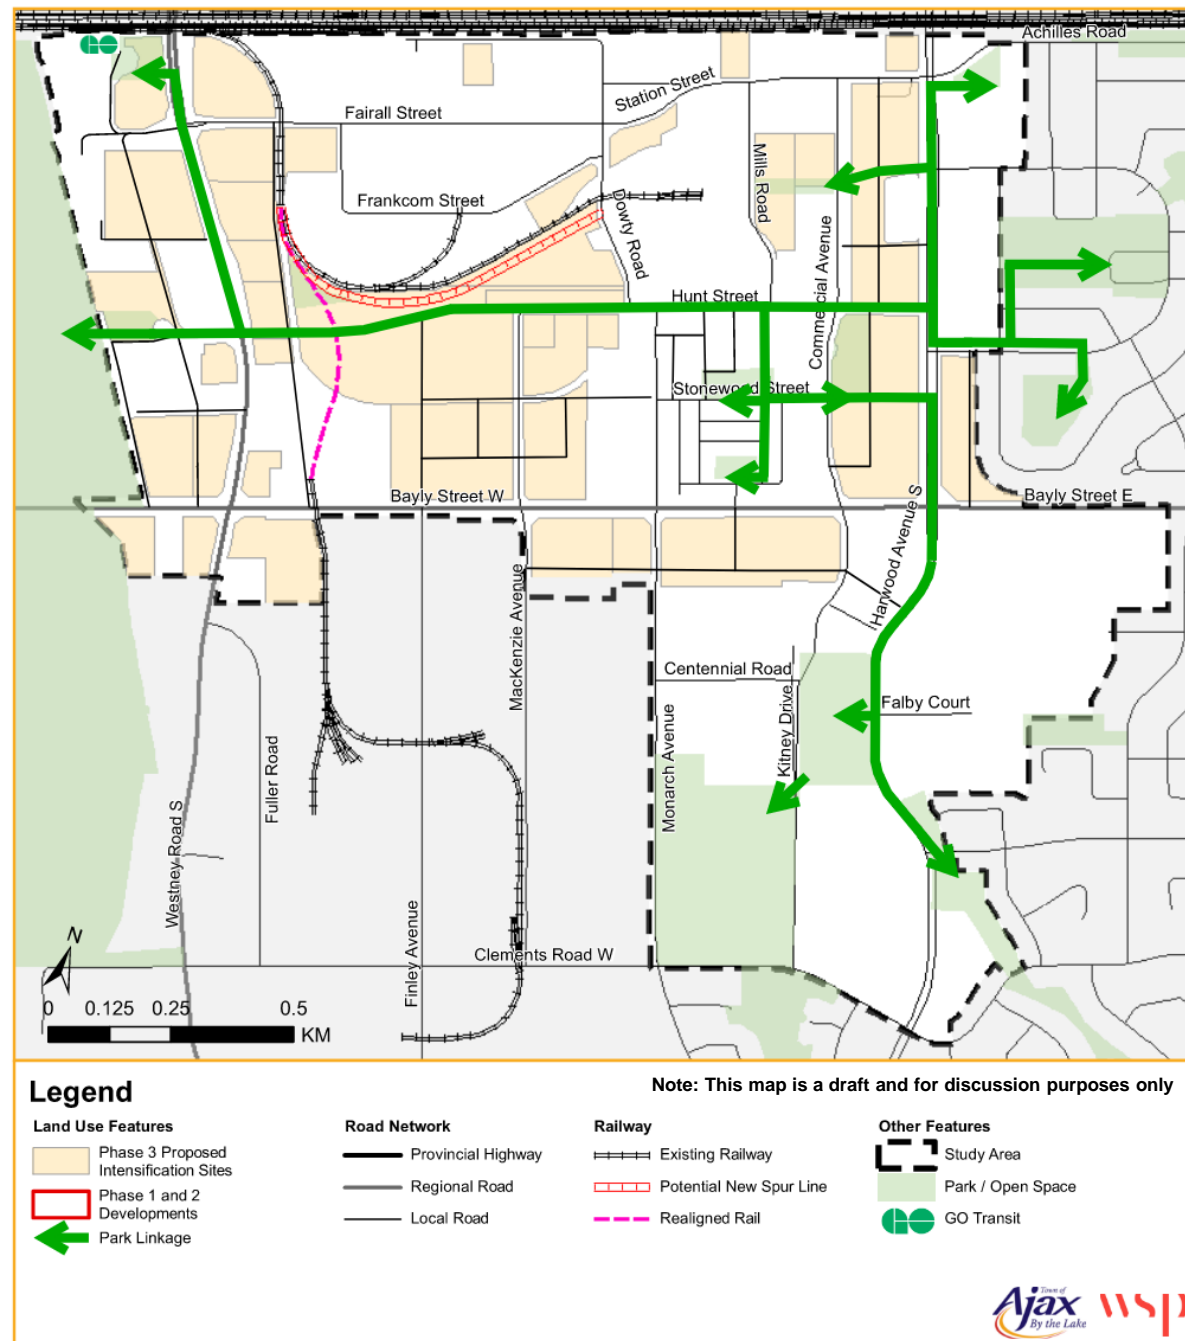 Achilles Road
Station Street
Fairall Street
Mills Road
Frankcom Street
Dowty Road
Commercial Avenue
Hunt Street
Stonewood Street
Bayly Street W
Bayly Street E
Harwood Avenue S
MacKenzie Avenue
Centennial Road
Kitney Drive
Falby Court
Monarch Avenue
Fuller Road
Westney Road S
Finley Avenue
Clements Road W
N
0 0.125 0.25 0.5
KM
Legend
Note: This map is a draft and for discussion purposes only
Land Use Features
Phase 3 Proposed
Intensification Sites
Phase 1 and 2
Developments
Park Linkage
Road Network
Provincial Highway
Regional Road
Local Road
Railway
Existing Railway
Potential New Spur Line
Realigned Rail
Other Features
Study Area
Park / Open Space
GO Transit
Town of
Ajax
By the Lake
wsp